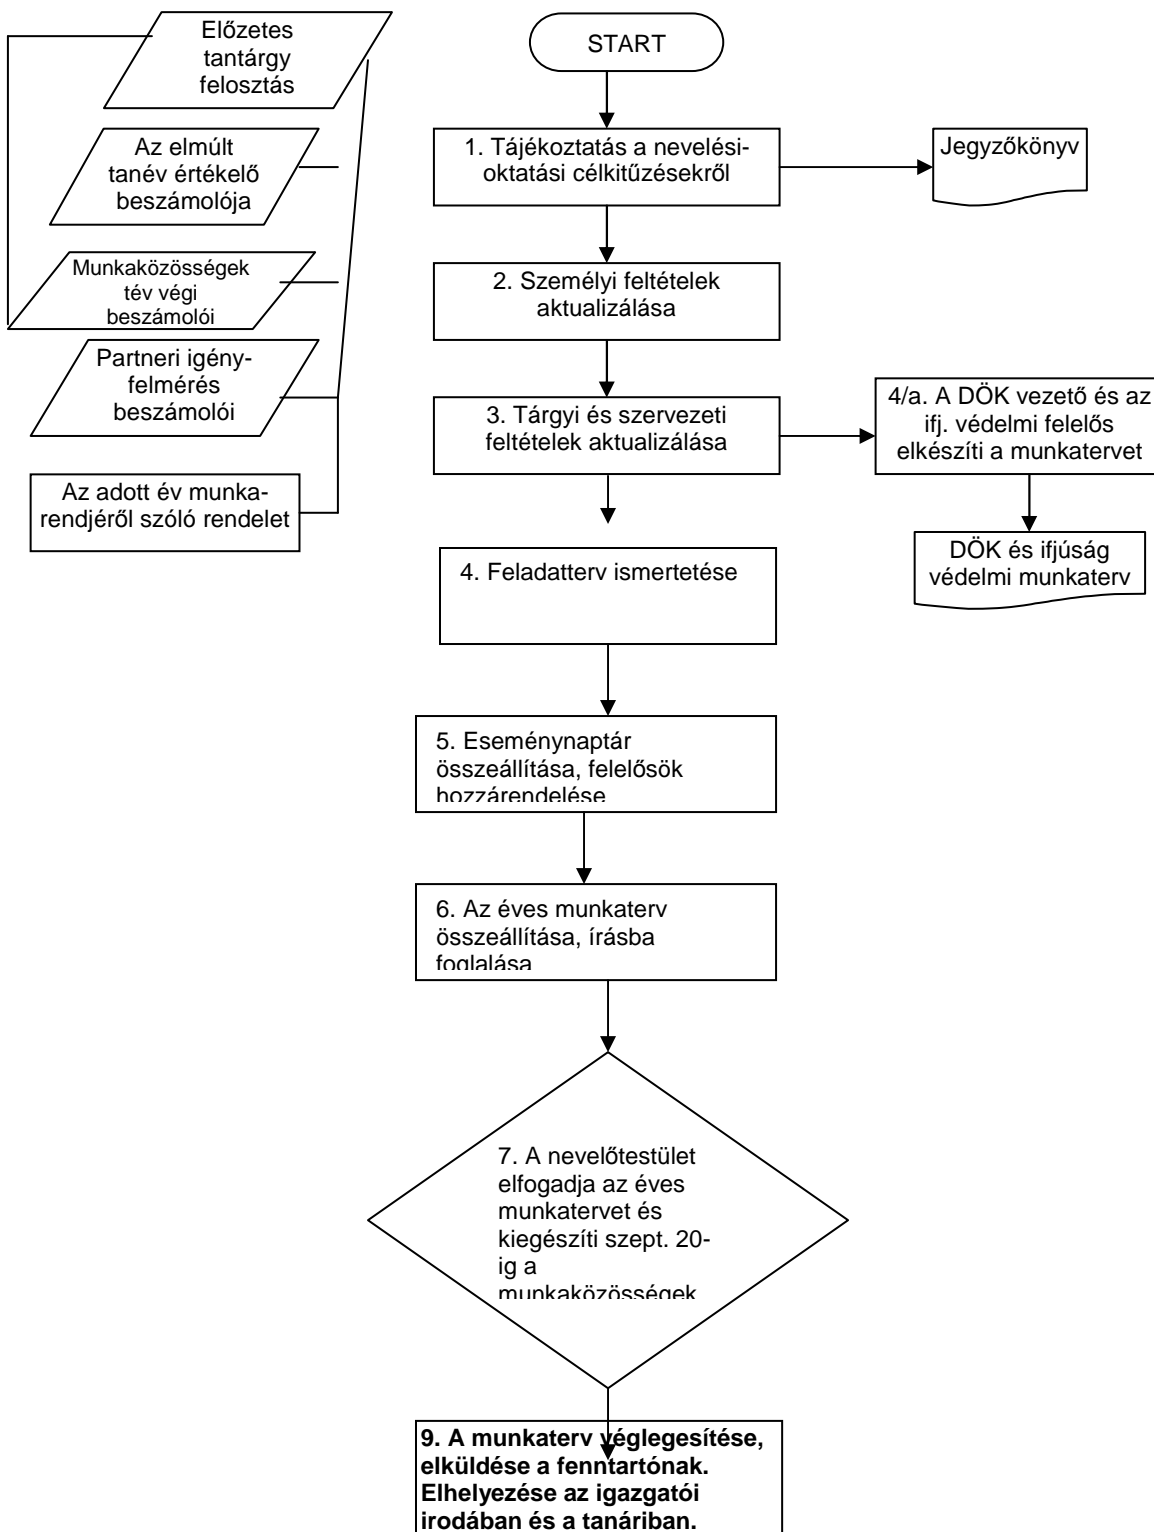 Előzetes
tantárgy
felosztás
START
Az elmúlt
tanév értékelő
beszámolója
1. Tájékoztatás a nevelési-
oktatási célkitűzésekről
Jegyzőkönyv
Munkaközösségek
tév végi
beszámolói
2. Személyi feltételek
aktualizálása
Partneri igény-
felmérés
beszámolói
3. Tárgyi és szervezeti
feltételek aktualizálása
4/a. A DÖK vezető és az
ifj. védelmi felelős
elkészíti a munkatervet
Az adott év munka-
rendjéről szóló rendelet
4. Feladatterv ismertetése
DÖK és ifjúság
védelmi munkaterv
5. Eseménynaptár
összeállítása, felelősök
hozzárendelése
6. Az éves munkaterv
összeállítása, írásba
foglalása
7. A nevelőtestület
elfogadja az éves
munkatervet és
kiegészíti szept. 20-
ig a
munkaközösségek
9. A munkaterv véglegesítése,
elküldése a fenntartónak.
Elhelyezése az igazgatói
irodában és a tanáriban.